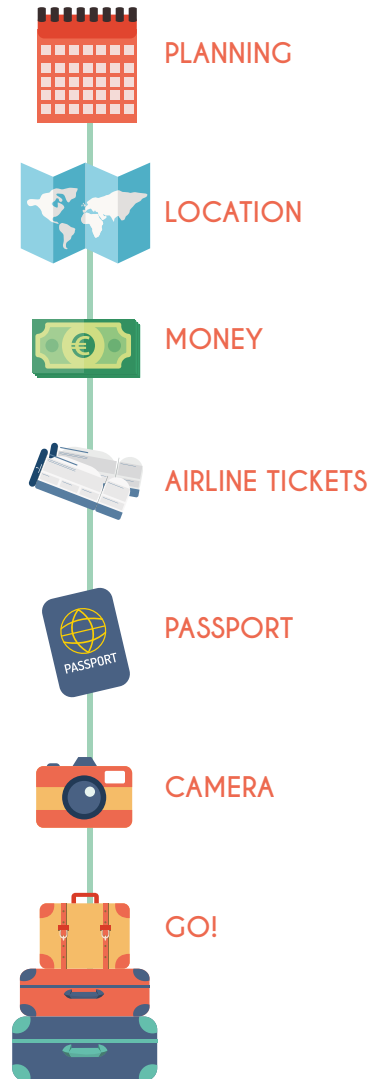 PLANNING
LOCATION
MONEY
€
AIRLINE TICKETS
PASSPORT
PASSPORT
CAMERA
GO!